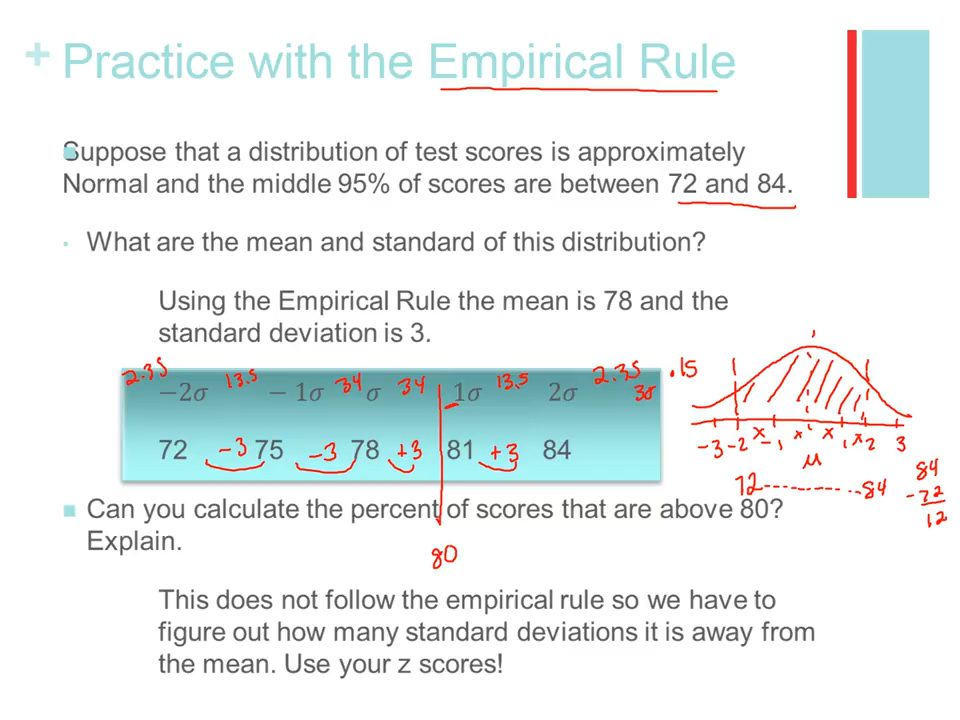 + Practice with the Empirical Rule
Suppose that a distribution of test scores is approximately
Normal and the middle 95% of scores are between 72 and 84.
• What are the mean and standard of this distribution?
Using the Empirical Rule the mean is 78 and the
standard deviation is 3.
2.35 13.5 34 34 13.5 2.35 .15
−2σ − 1σ σ 1σ 2σ 3σ
72 −3 75 −3 78 +3 81 +3 84
x x x x
−3 −2 −1 1 2 3
μ
72 84
84
−72
12
Can you calculate the percent of scores that are above 80?
Explain.
80
This does not follow the empirical rule so we have to
figure out how many standard deviations it is away from
the mean. Use your z scores!